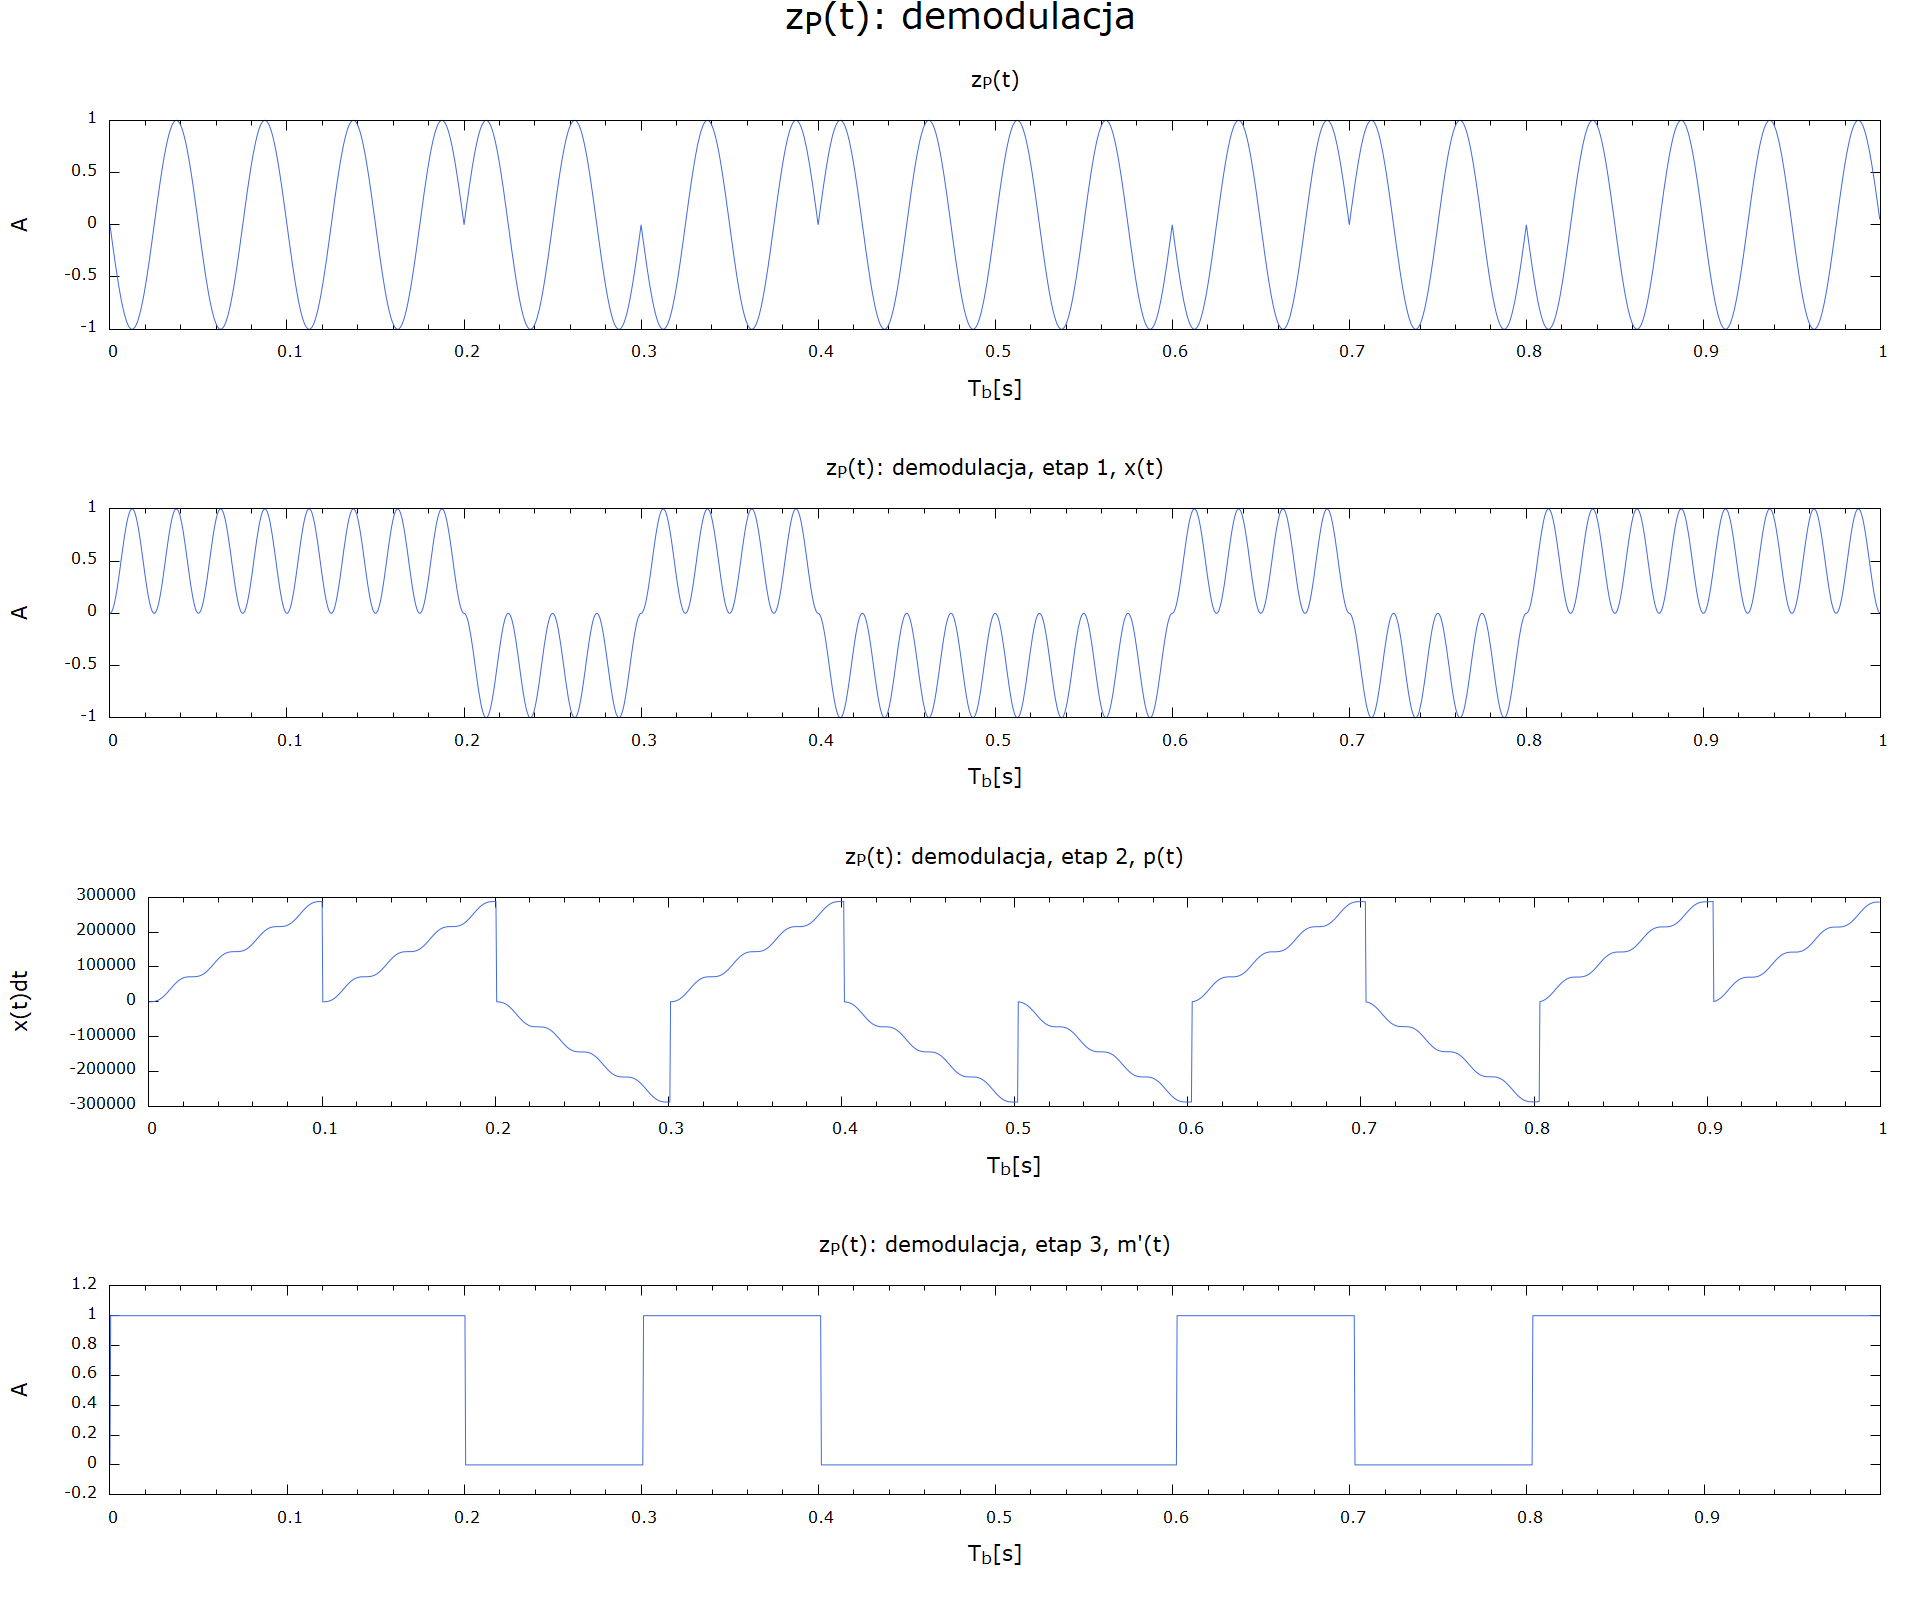 zP(t): demodulacja
zP(t)
1
0.5
0
-0.5
-1
A
0 0.1 0.2 0.3 0.4 0.5 0.6 0.7 0.8 0.9 1
Tb[s]
zP(t): demodulacja, etap 1, x(t)
1
0.5
0
-0.5
-1
A
0 0.1 0.2 0.3 0.4 0.5 0.6 0.7 0.8 0.9 1
Tb[s]
zP(t): demodulacja, etap 2, p(t)
300000
200000
100000
0
-100000
-200000
-300000
x(t)dt
0 0.1 0.2 0.3 0.4 0.5 0.6 0.7 0.8 0.9 1
Tb[s]
zP(t): demodulacja, etap 3, m'(t)
1.2
1
0.8
0.6
0.4
0.2
0
-0.2
A
0 0.1 0.2 0.3 0.4 0.5 0.6 0.7 0.8 0.9
Tb[s]